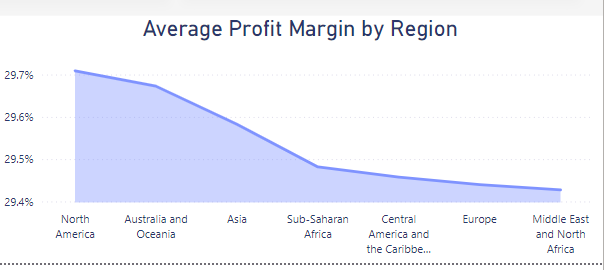 Average Profit Margin by Region
29.7%
29.6%
29.5%
29.4%
North
America
Australia and
Oceania
Asia
Sub-Saharan
Africa
Central
America and
the Caribbe...
Europe
Middle East
and North
Africa